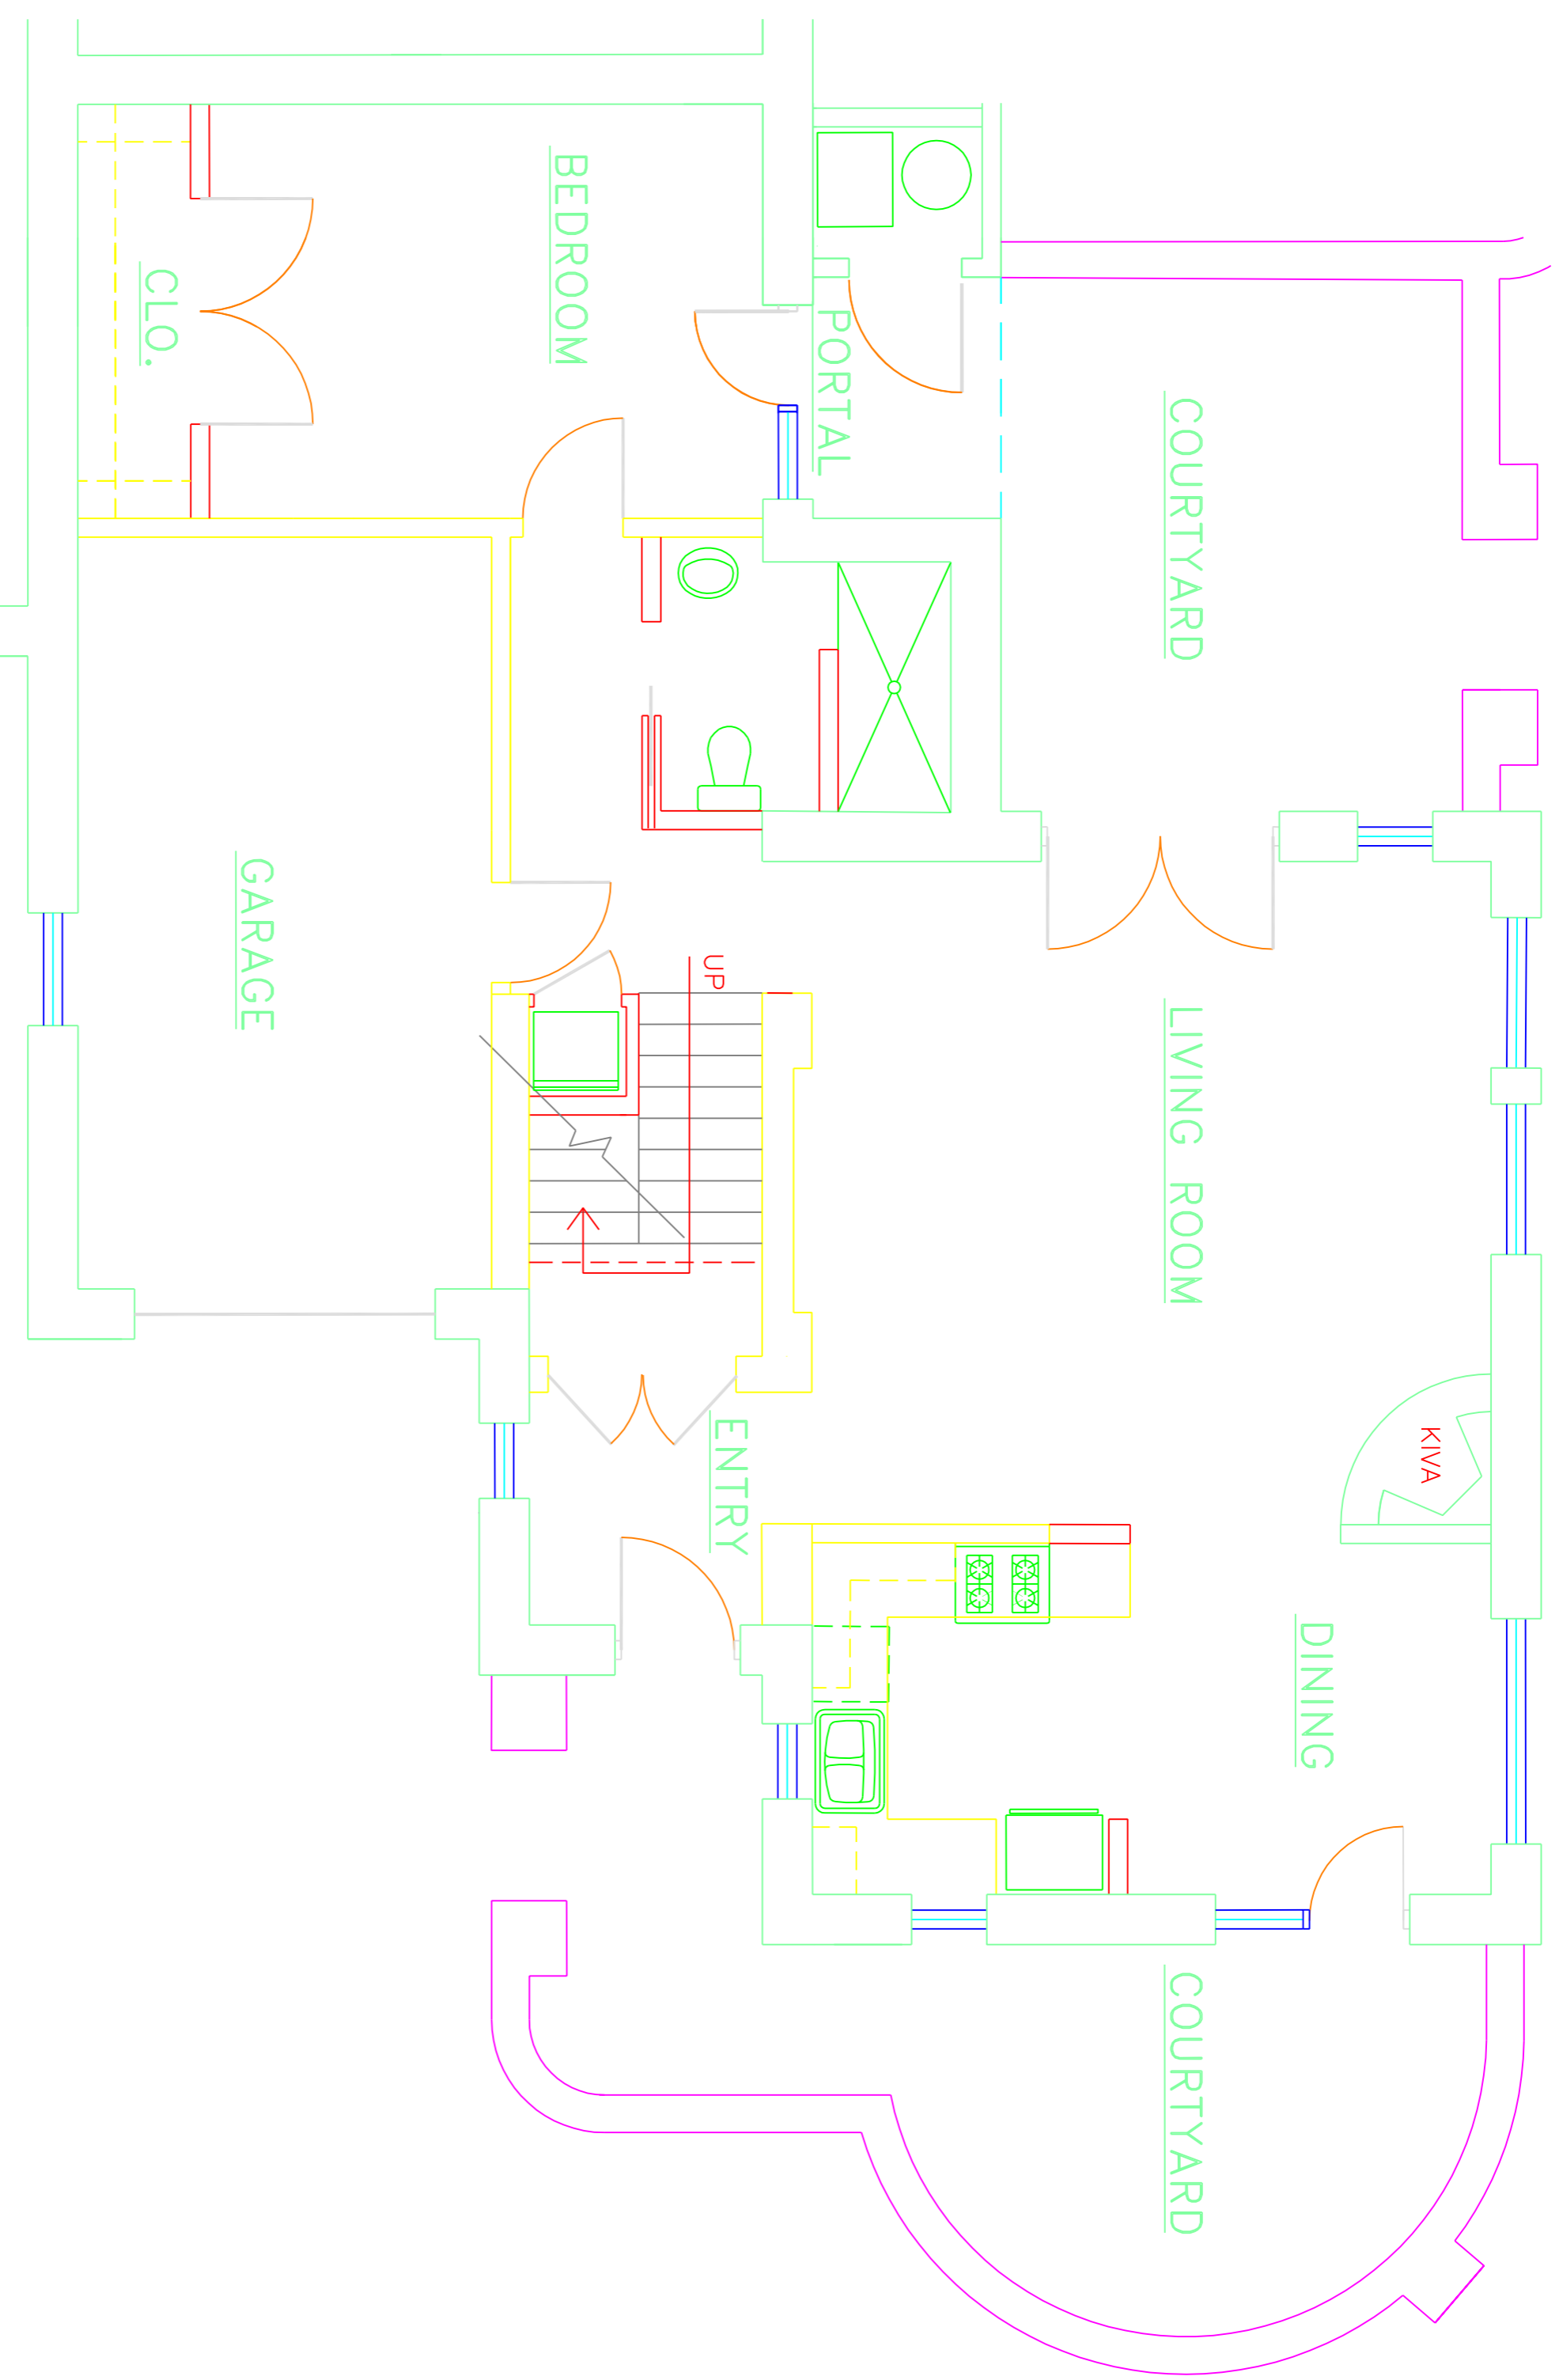 BEDROOM
CLO.
PORTAL
COURTYARD
GARAGE
UP
LIVING ROOM
ENTRY
KIVA
DINING
COURTYARD